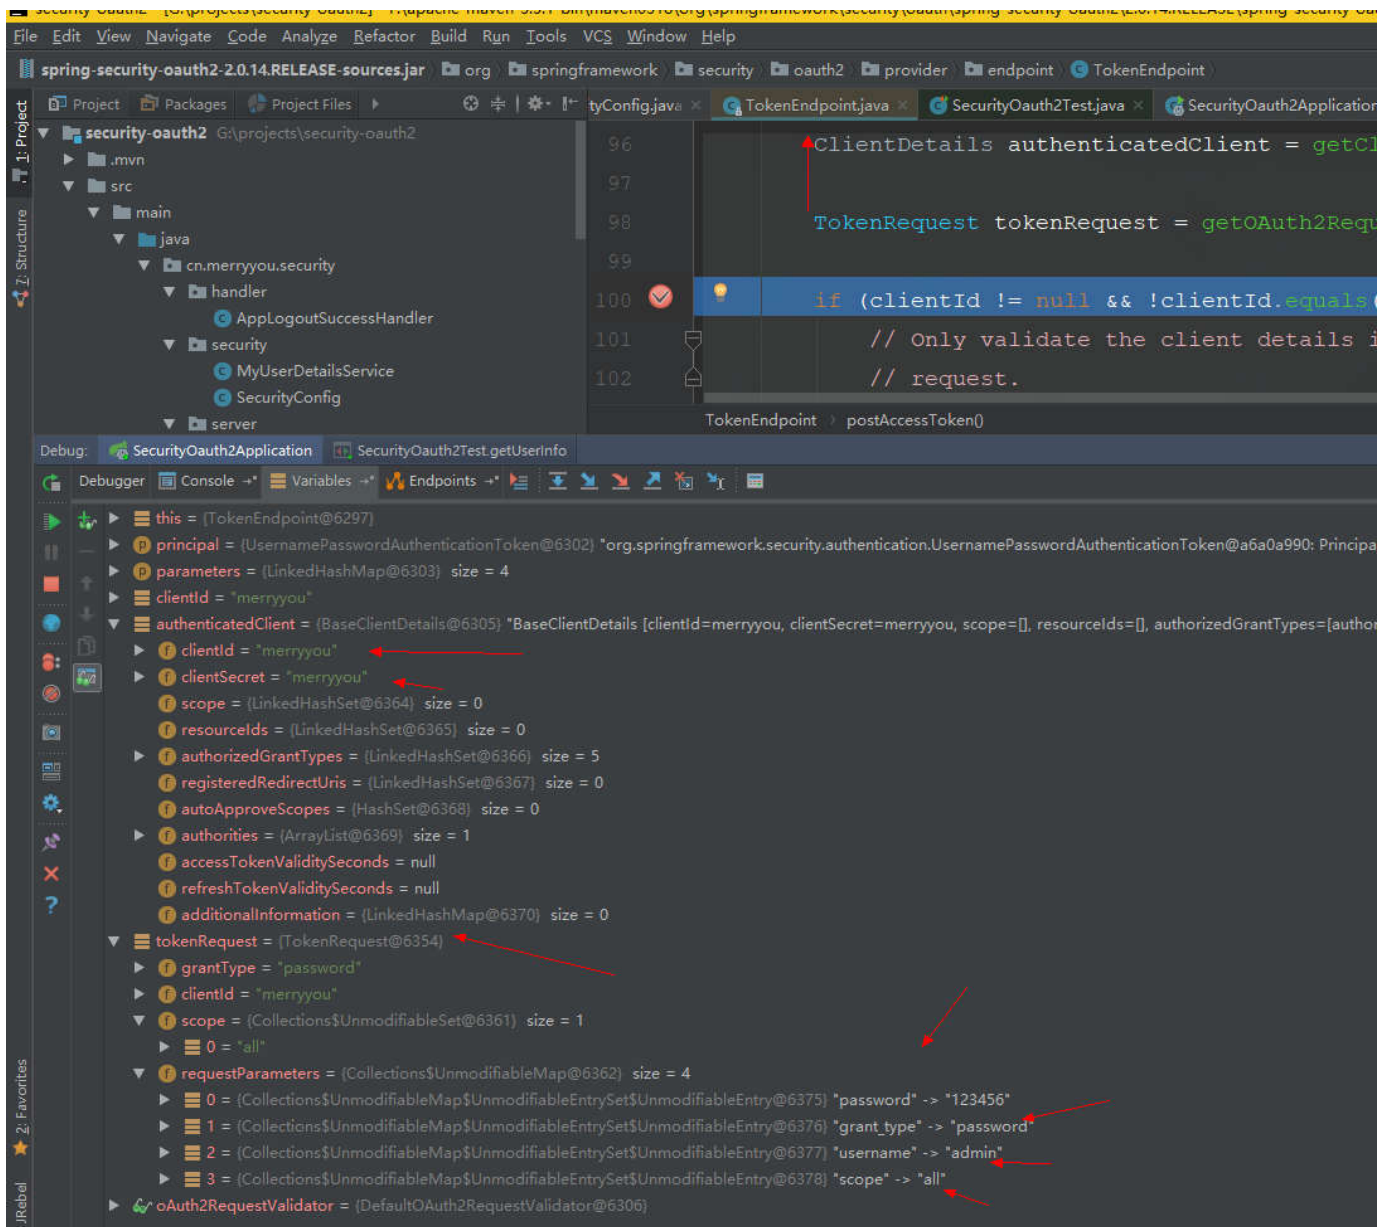 File Edit View Navigate Code Analyze Refactor Build Run Tools VCS Window Help
spring-security-oauth2-2.0.14.RELEASE-sources.jar org springframework security oauth2 provider endpoint TokenEndpoint
1: Project
7: Structure
2: Favorites
JRebel
Project Packages Project Files
security-oauth2 G:\projects\security-oauth2
.mvn
src
main
java
cn.merryyou.security
handler
AppLogoutSuccessHandler
security
MyUserDetailsService
SecurityConfig
server
tyConfig.java TokenEndpoint.java SecurityOauth2Test.java SecurityOauth2Application
96 ClientDetails authenticatedClient = getCl
97
98 TokenRequest tokenRequest = getOAuth2Requ
99
100 if (clientId != null && !clientId.equals(
101 // Only validate the client details i
102 // request.
TokenEndpoint postAccessToken()
Debug: SecurityOauth2Application SecurityOauth2Test.getUserInfo
Debugger Console Variables Endpoints
this = {TokenEndpoint@6297}
principal = {UsernamePasswordAuthenticationToken@6302} "org.springframework.security.authentication.UsernamePasswordAuthenticationToken@a6a0a990: Principa
parameters = {LinkedHashMap@6303} size = 4
clientId = "merryyou"
authenticatedClient = {BaseClientDetails@6305} "BaseClientDetails [clientId=merryyou, clientSecret=merryyou, scope=[], resourceIds=[], authorizedGrantTypes=[author
clientId = "merryyou"
clientSecret = "merryyou"
scope = {LinkedHashSet@6364} size = 0
resourceIds = {LinkedHashSet@6365} size = 0
authorizedGrantTypes = {LinkedHashSet@6366} size = 5
registeredRedirectUris = {LinkedHashSet@6367} size = 0
autoApproveScopes = {HashSet@6368} size = 0
authorities = {ArrayList@6369} size = 1
accessTokenValiditySeconds = null
refreshTokenValiditySeconds = null
additionalInformation = {LinkedHashMap@6370} size = 0
tokenRequest = {TokenRequest@6354}
grantType = "password"
clientId = "merryyou"
scope = {Collections$UnmodifiableSet@6361} size = 1
0 = "all"
requestParameters = {Collections$UnmodifiableMap@6362} size = 4
0 = {Collections$UnmodifiableMap$UnmodifiableEntrySet$UnmodifiableEntry@6375} "password" -> "123456"
1 = {Collections$UnmodifiableMap$UnmodifiableEntrySet$UnmodifiableEntry@6376} "grant_type" -> "password"
2 = {Collections$UnmodifiableMap$UnmodifiableEntrySet$UnmodifiableEntry@6377} "username" -> "admin"
3 = {Collections$UnmodifiableMap$UnmodifiableEntrySet$UnmodifiableEntry@6378} "scope" -> "all"
oAuth2RequestValidator = {DefaultOAuth2RequestValidator@6306}